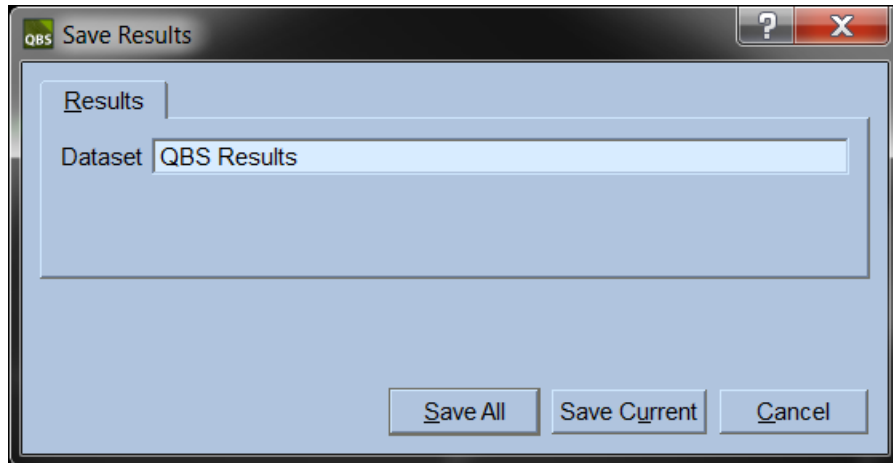 QBS Save Results ? X
Results
Dataset QBS Results
Save All Save Current Cancel